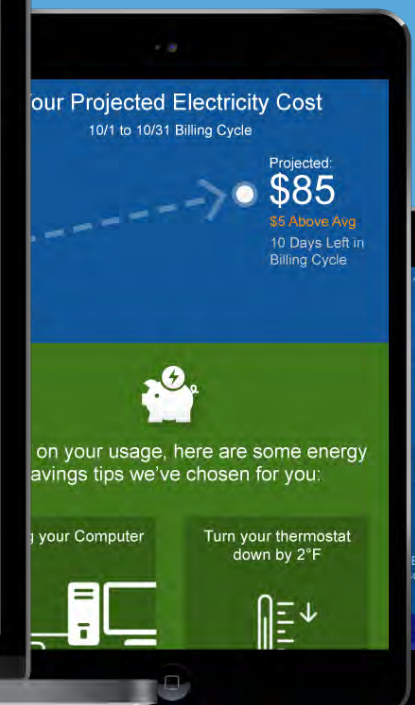 our Projected Electricity Cost
10/1 to 10/31 Billing Cycle
Projected:
$85
$5 Above Avg
10 Days Left in
Billing Cycle
on your usage, here are some energy
avings tips we've chosen for you:
g your Computer
Turn your thermostat
down by 2°F